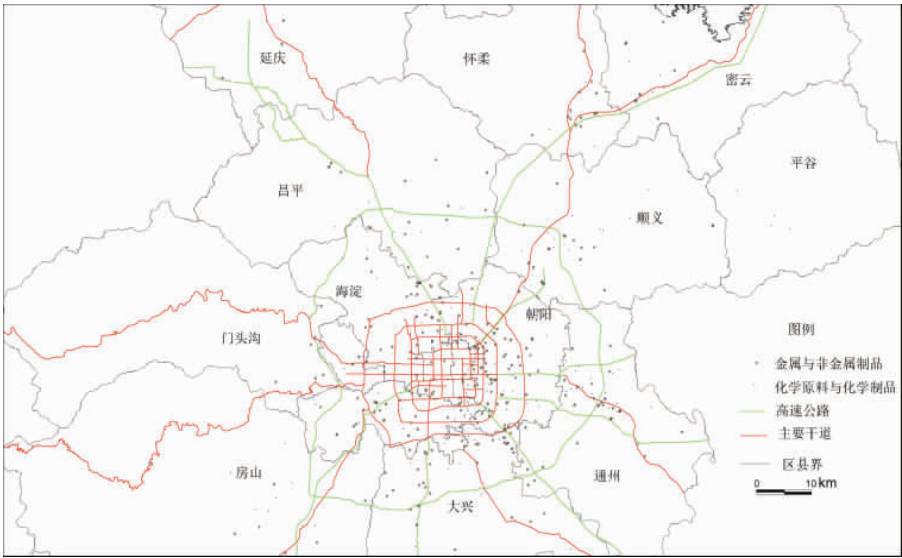 延庆
怀柔
密云
平谷
昌平
顺义
海淀
朝阳
门头沟
图例
金属与非金属制品
化学原料与化学制品
高速公路
主要干道
区县界
0 10 km
房山
通州
大兴